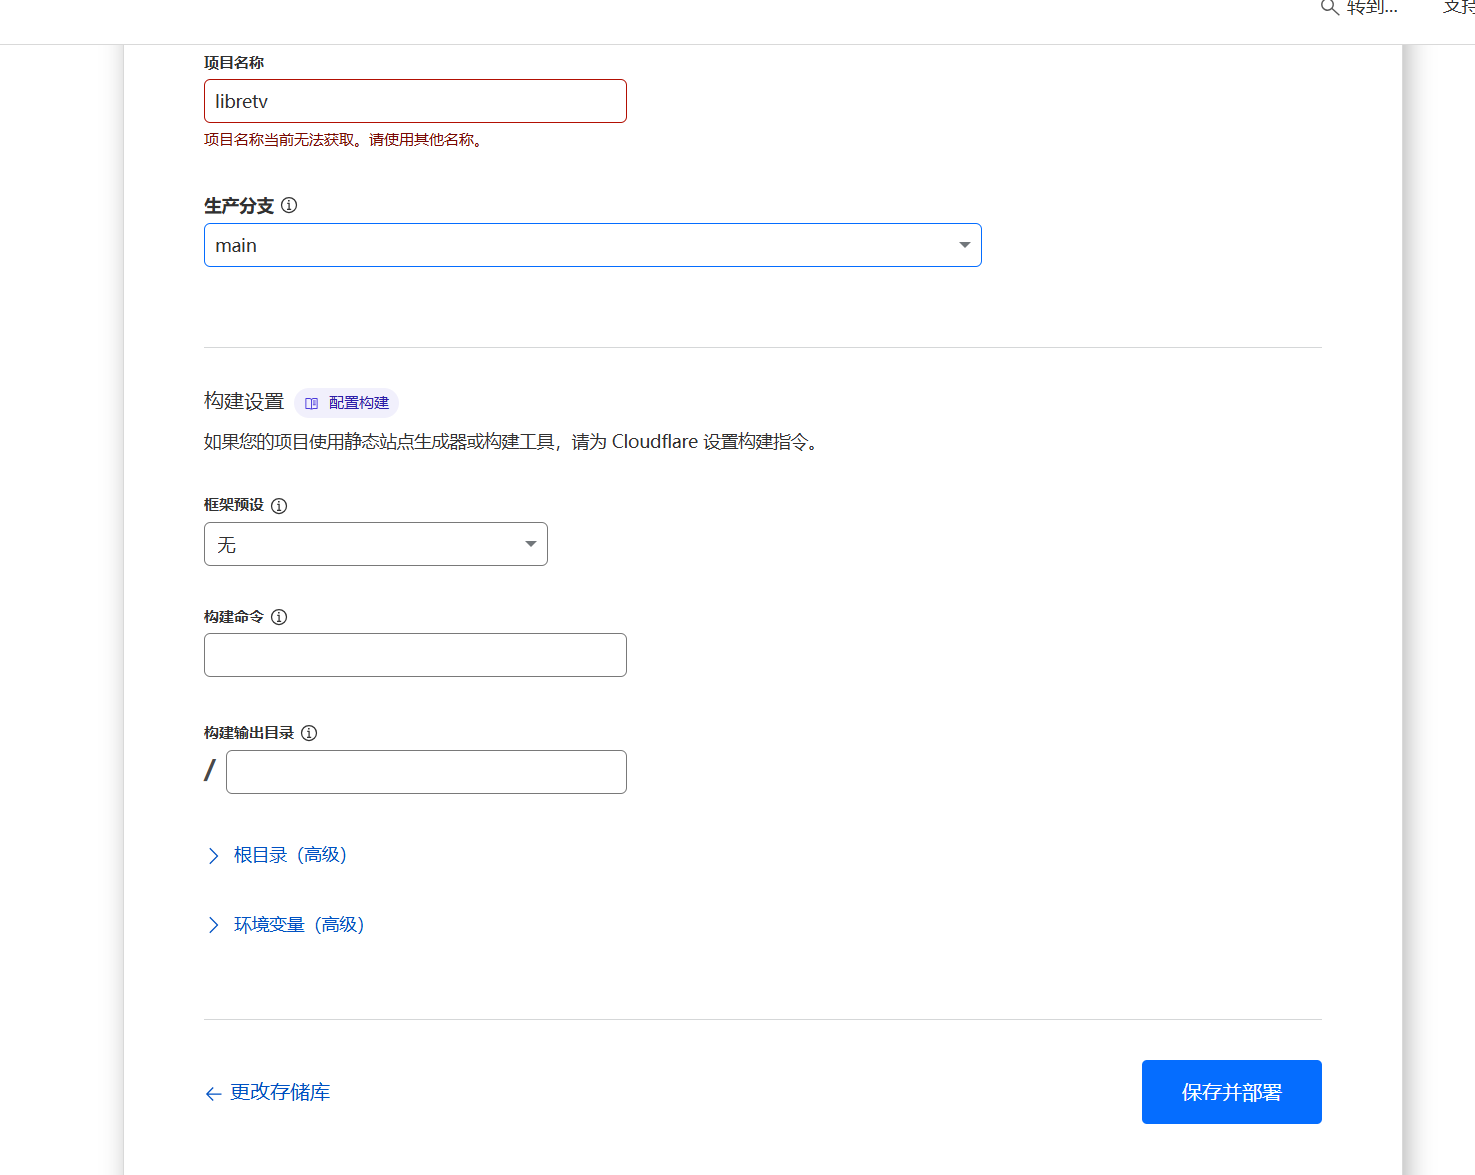 转到...
支持
项目名称
libretv
项目名称当前无法获取。请使用其他名称。
生产分支
main
构建设置 配置构建
如果您的项目使用静态站点生成器或构建工具，请为 Cloudflare 设置构建指令。
框架预设
无
构建命令
构建输出目录
/
根目录（高级）
环境变量（高级）
更改存储库
保存并部署